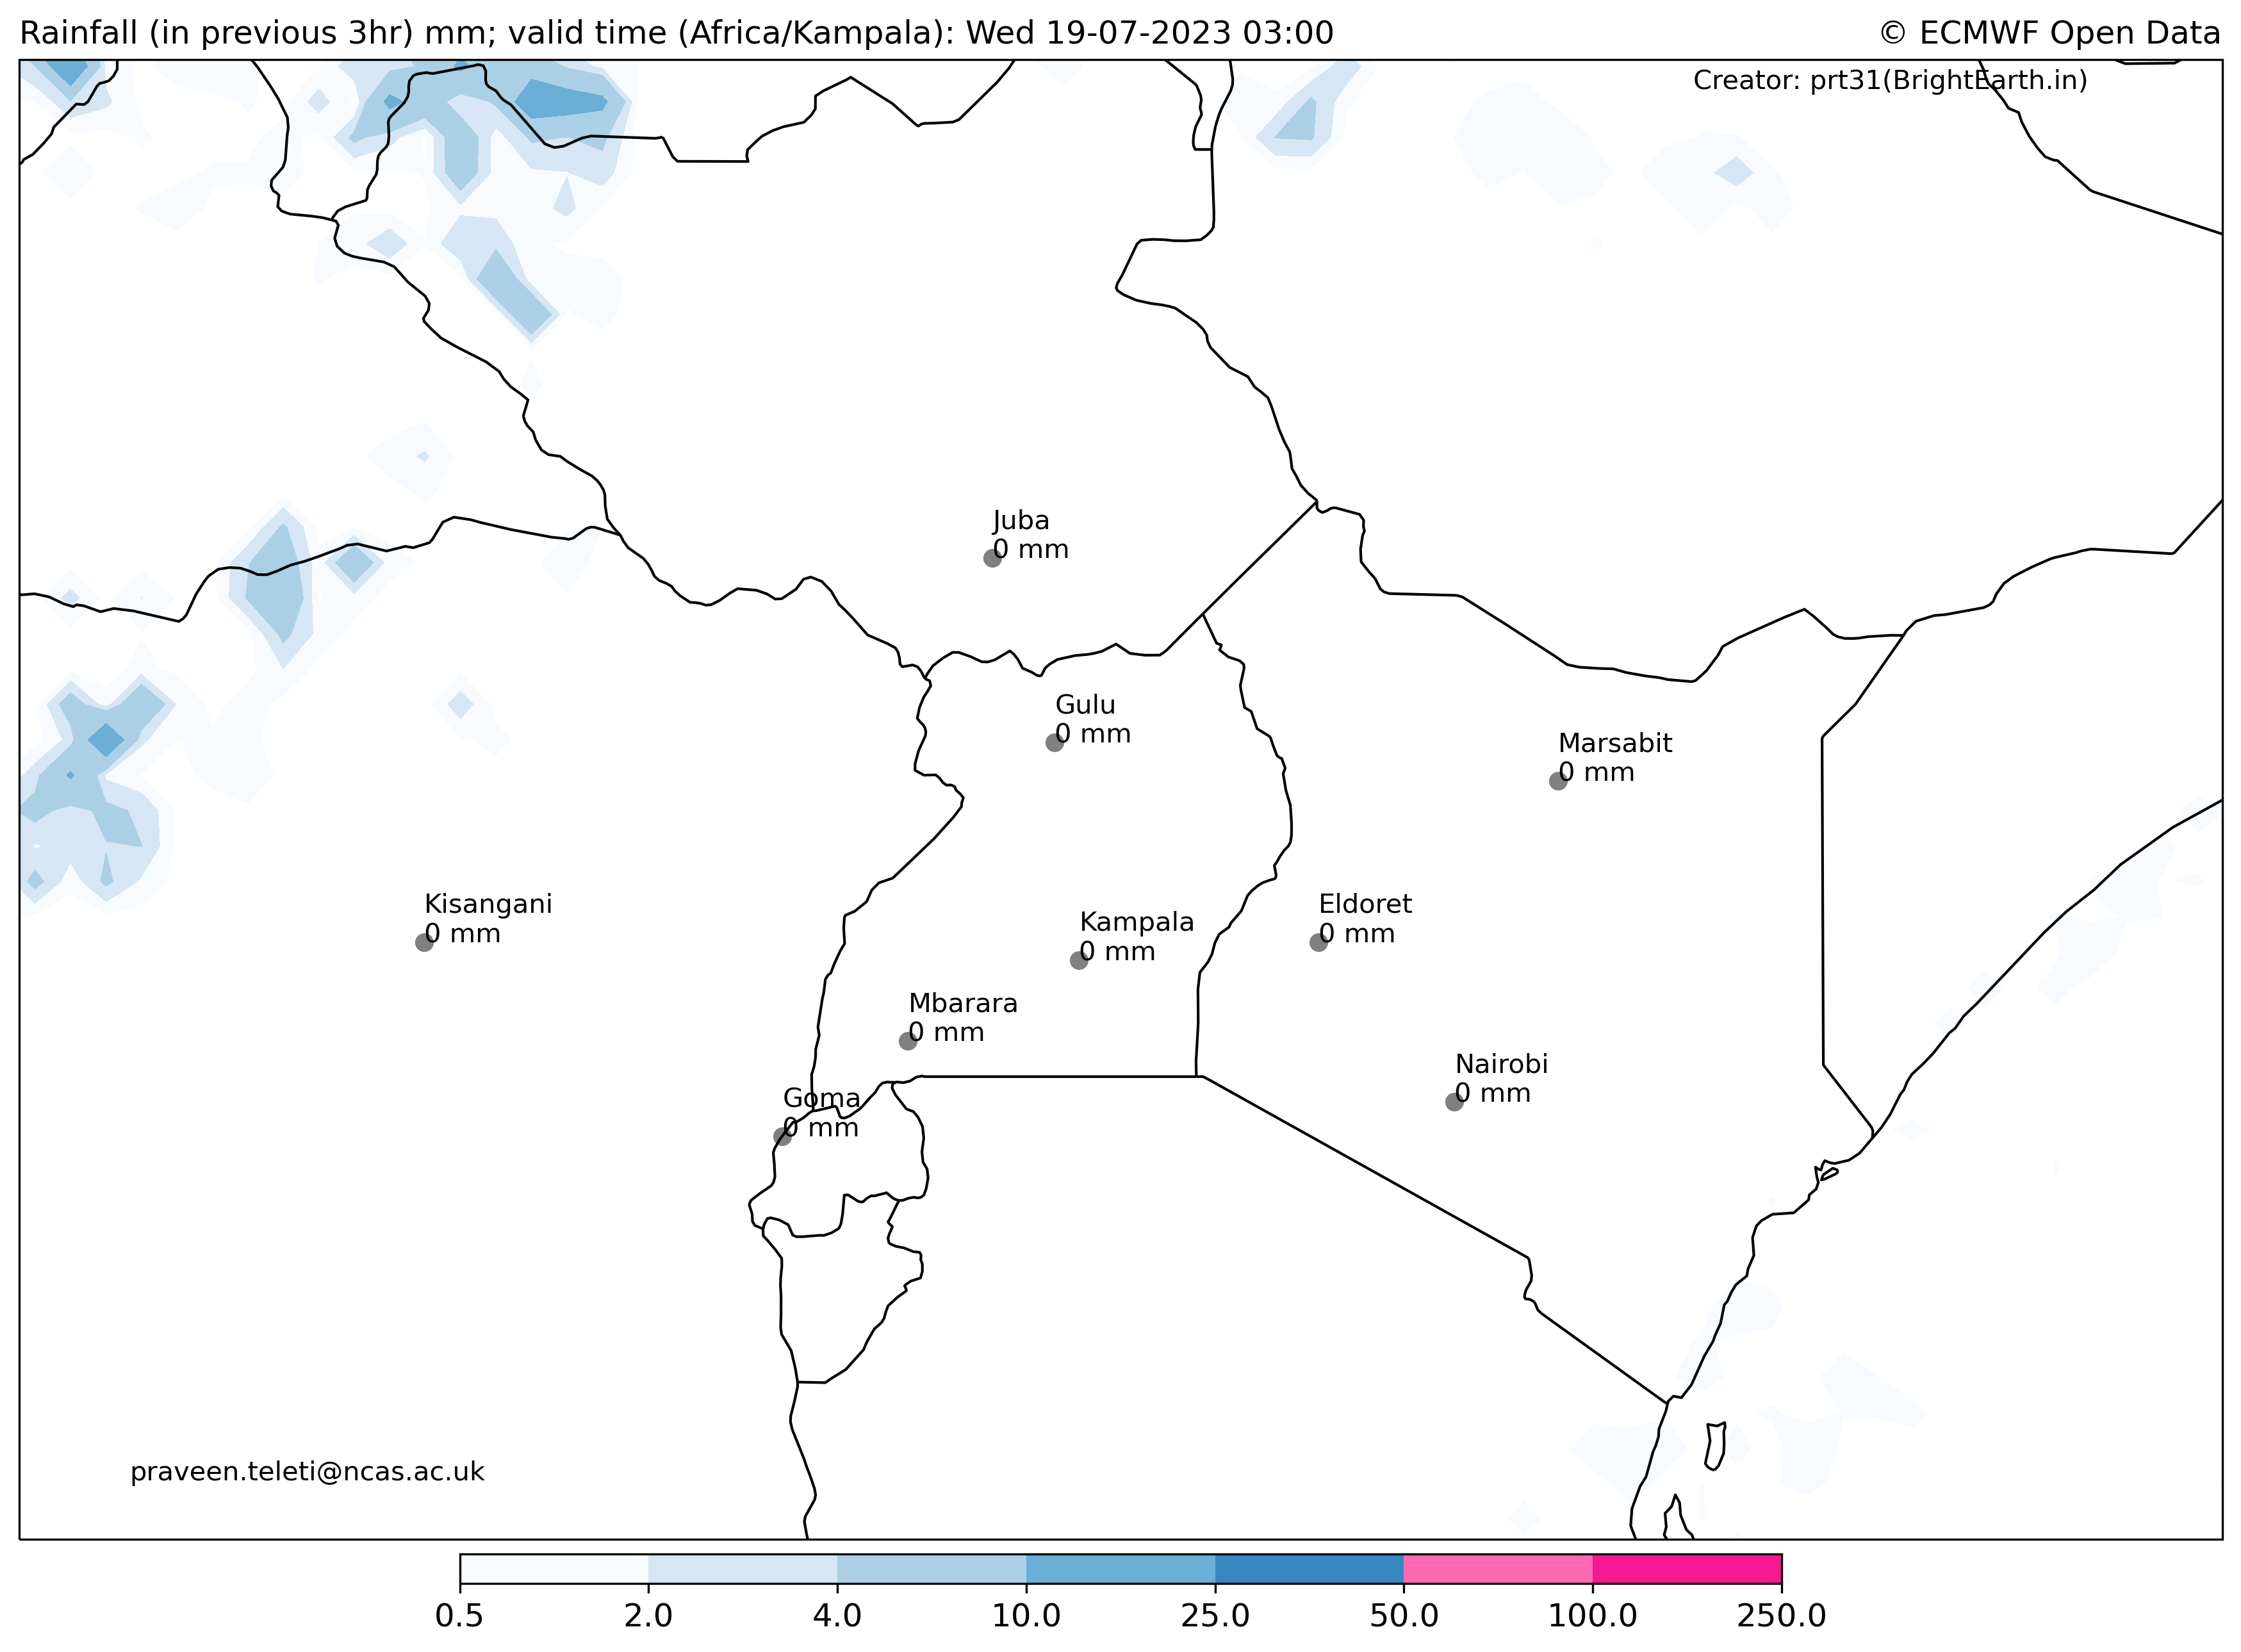 Rainfall (in previous 3hr) mm; valid time (Africa/Kampala): Wed 19-07-2023 03:00
© ECMWF Open Data
Creator: prt31(BrightEarth.in)
Juba
0 mm
Gulu
0 mm
Marsabit
0 mm
Kisangani
0 mm
Kampala
0 mm
Eldoret
0 mm
Mbarara
0 mm
Nairobi
0 mm
Goma
0 mm
praveen.teleti@ncas.ac.uk
0.5 2.0 4.0 10.0 25.0 50.0 100.0 250.0